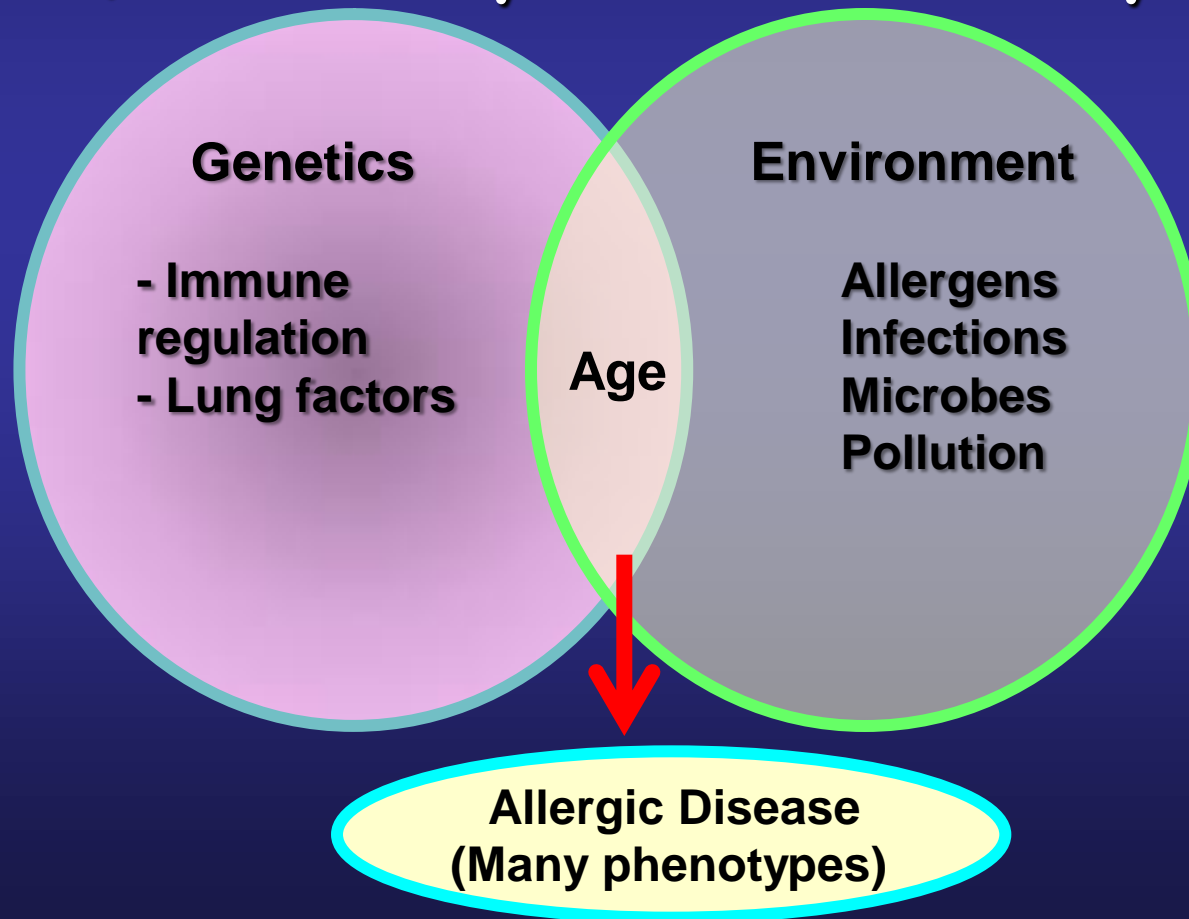 Genetics
Environment
- Immune
regulation
- Lung factors
Age
Allergens
Infections
Microbes
Pollution
Allergic Disease
(Many phenotypes)